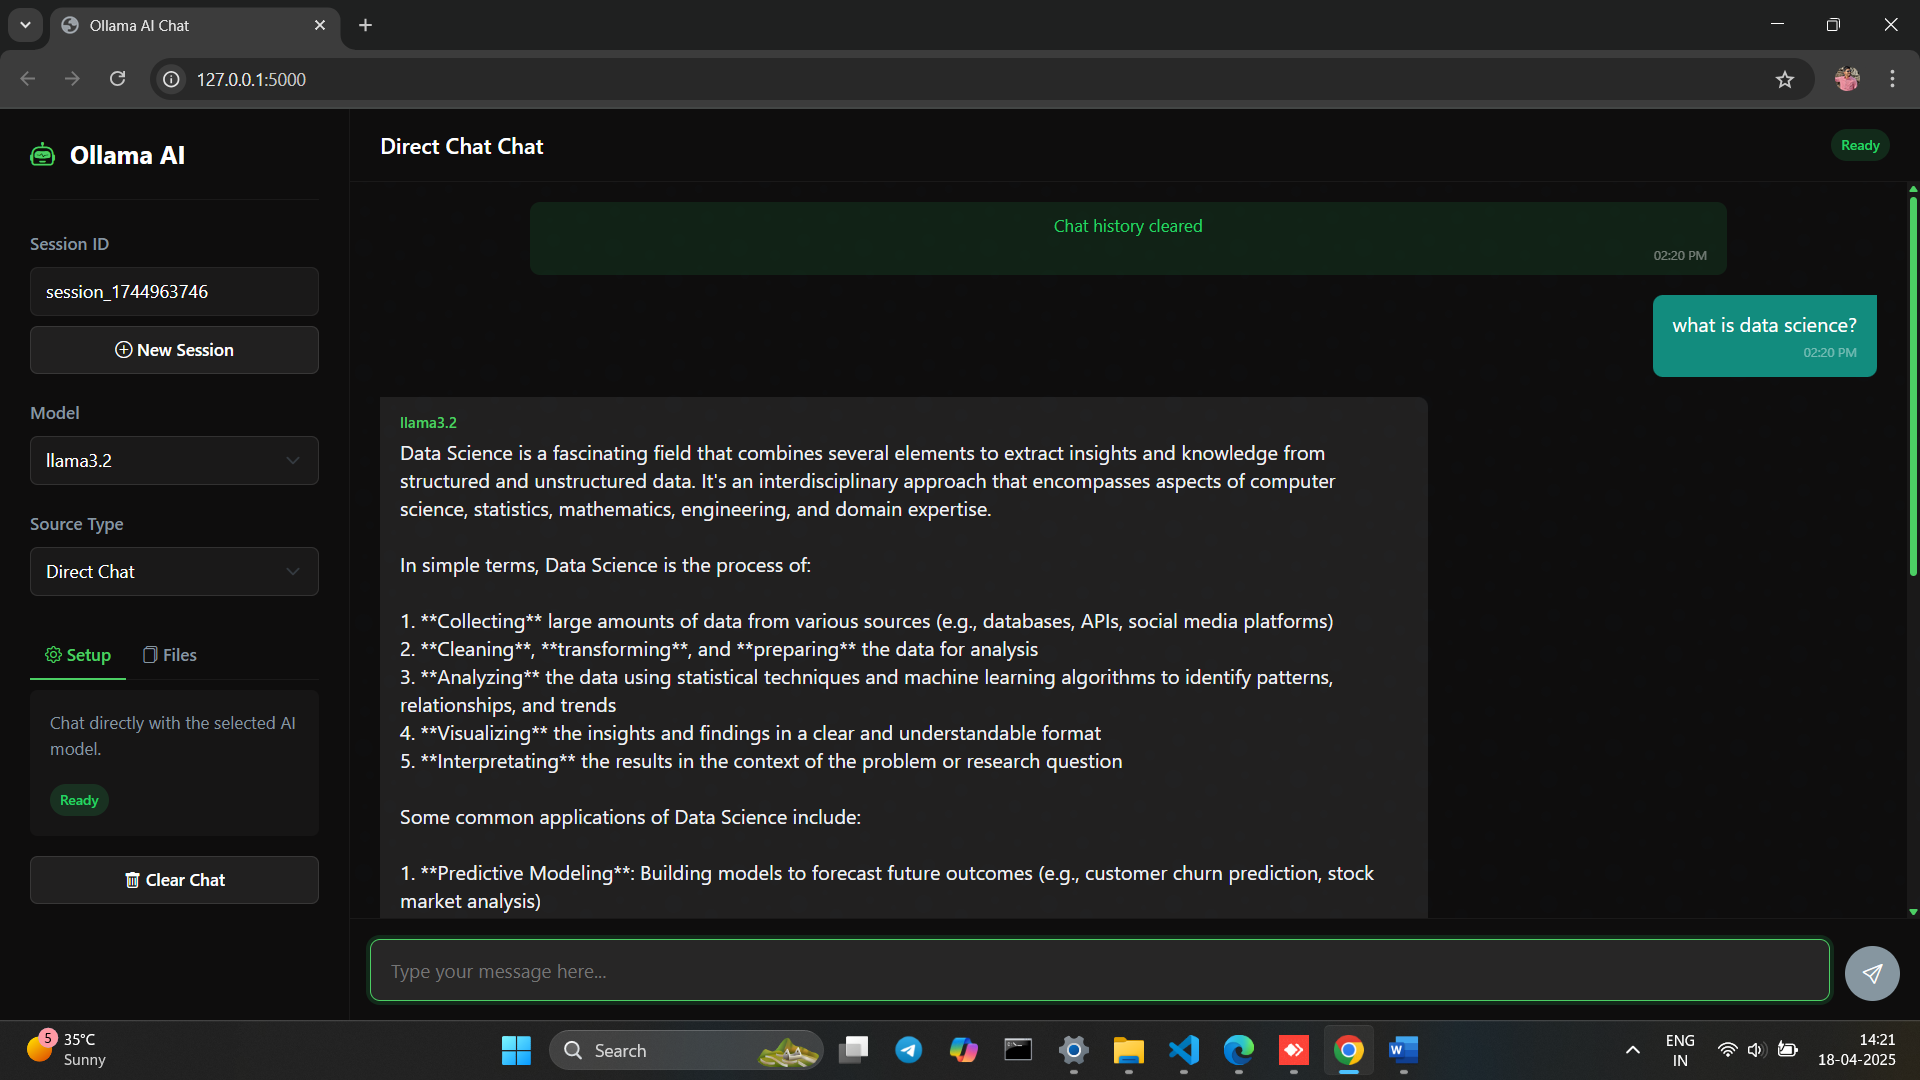 Ollama AI Chat
127.0.0.1:5000
Ollama AI
Session ID
session_1744963746
New Session
Model
llama3.2
Source Type
Direct Chat
Setup
Files
Chat directly with the selected AI
model.
Ready
Clear Chat
Direct Chat Chat
Ready
Chat history cleared
02:20 PM
what is data science?
02:20 PM
llama3.2
Data Science is a fascinating field that combines several elements to extract insights and knowledge from
structured and unstructured data. It's an interdisciplinary approach that encompasses aspects of computer
science, statistics, mathematics, engineering, and domain expertise.
In simple terms, Data Science is the process of:
1. **Collecting** large amounts of data from various sources (e.g., databases, APIs, social media platforms)
2. **Cleaning**, **transforming**, and **preparing** the data for analysis
3. **Analyzing** the data using statistical techniques and machine learning algorithms to identify patterns,
relationships, and trends
4. **Visualizing** the insights and findings in a clear and understandable format
5. **Interpretating** the results in the context of the problem or research question
Some common applications of Data Science include:
1. **Predictive Modeling**: Building models to forecast future outcomes (e.g., customer churn prediction, stock
market analysis)
Type your message here...
5
35°C
Sunny
Search
W
ENG
IN
14:21
18-04-2025